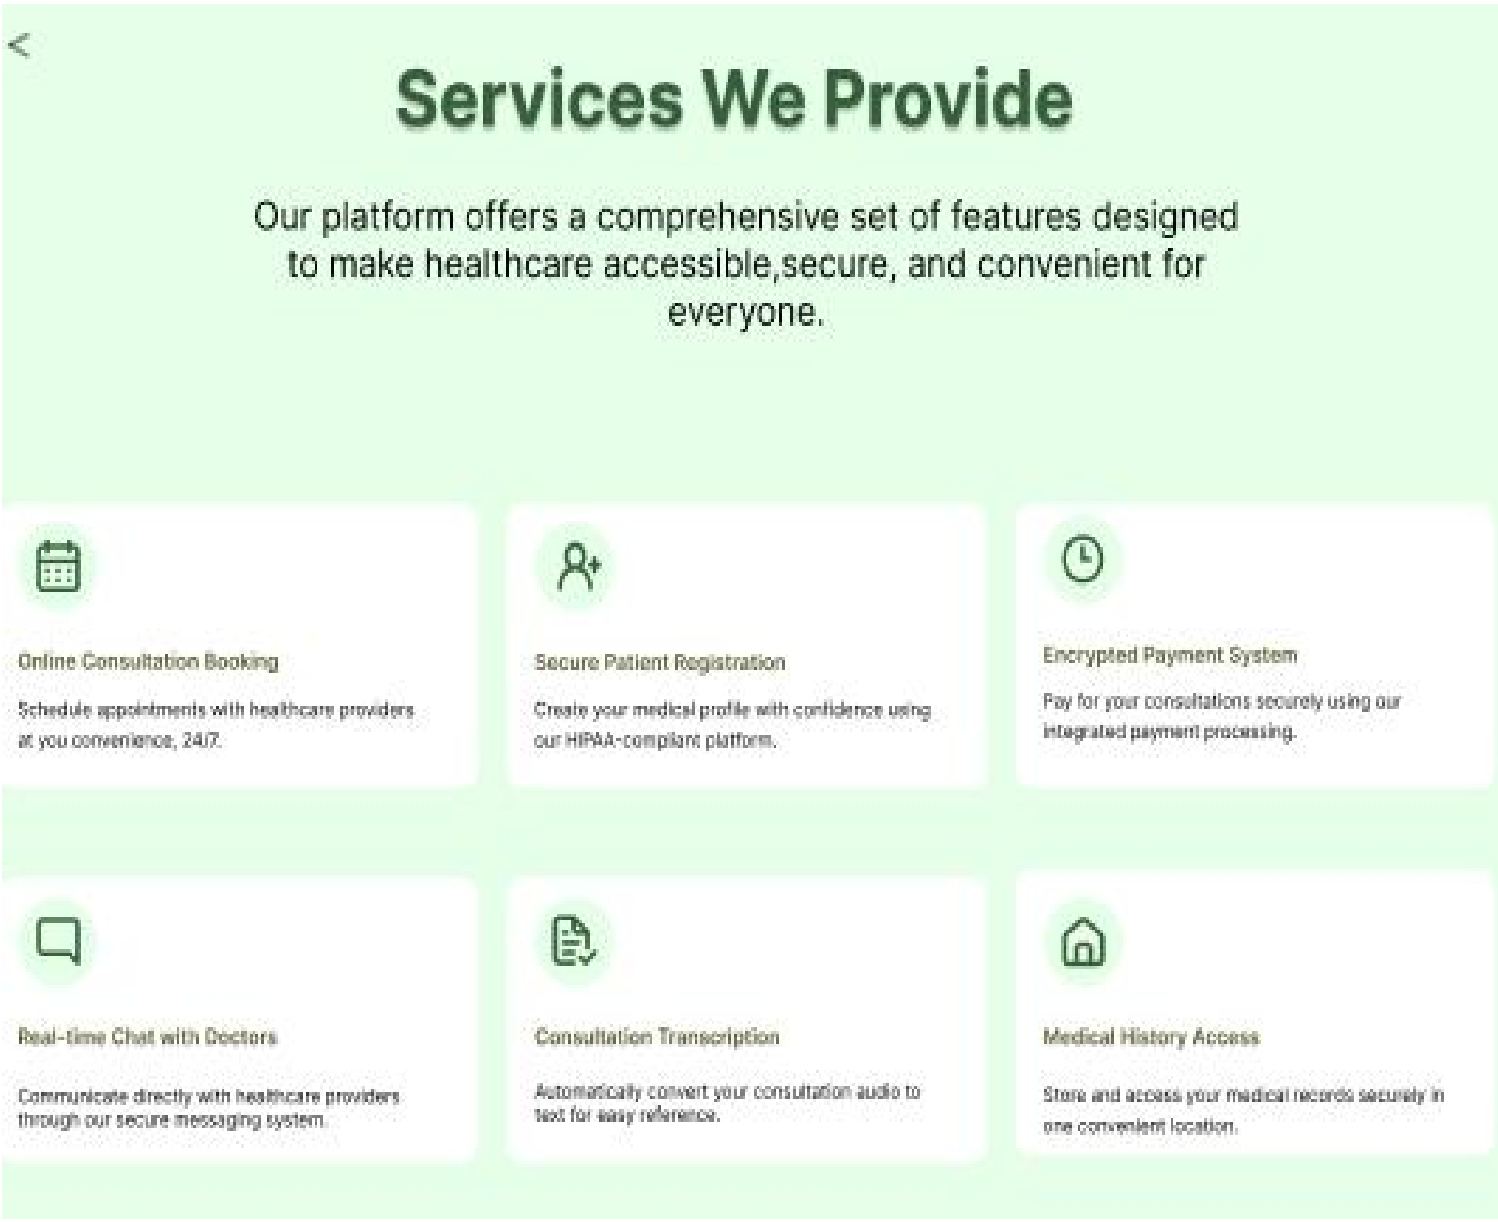 <
Services We Provide
Our platform offers a comprehensive set of features designed
to make healthcare accessible,secure, and convenient for
everyone.
Online Consultation Booking
Schedule appointments with healthcare providers
at you convenience, 24/7.
Secure Patient Registration
Create your medical profile with confidence using
our HIPAA-compliant platform.
Encrypted Payment System
Pay for your consultations securely using our
integrated payment processing.
Real-time Chat with Doctors
Communicate directly with healthcare providers
through our secure messaging system.
Consultation Transcription
Automatically convert your consultation audio to
text for easy reference.
Medical History Access
Store and access your medical records securely in
one convenient location.